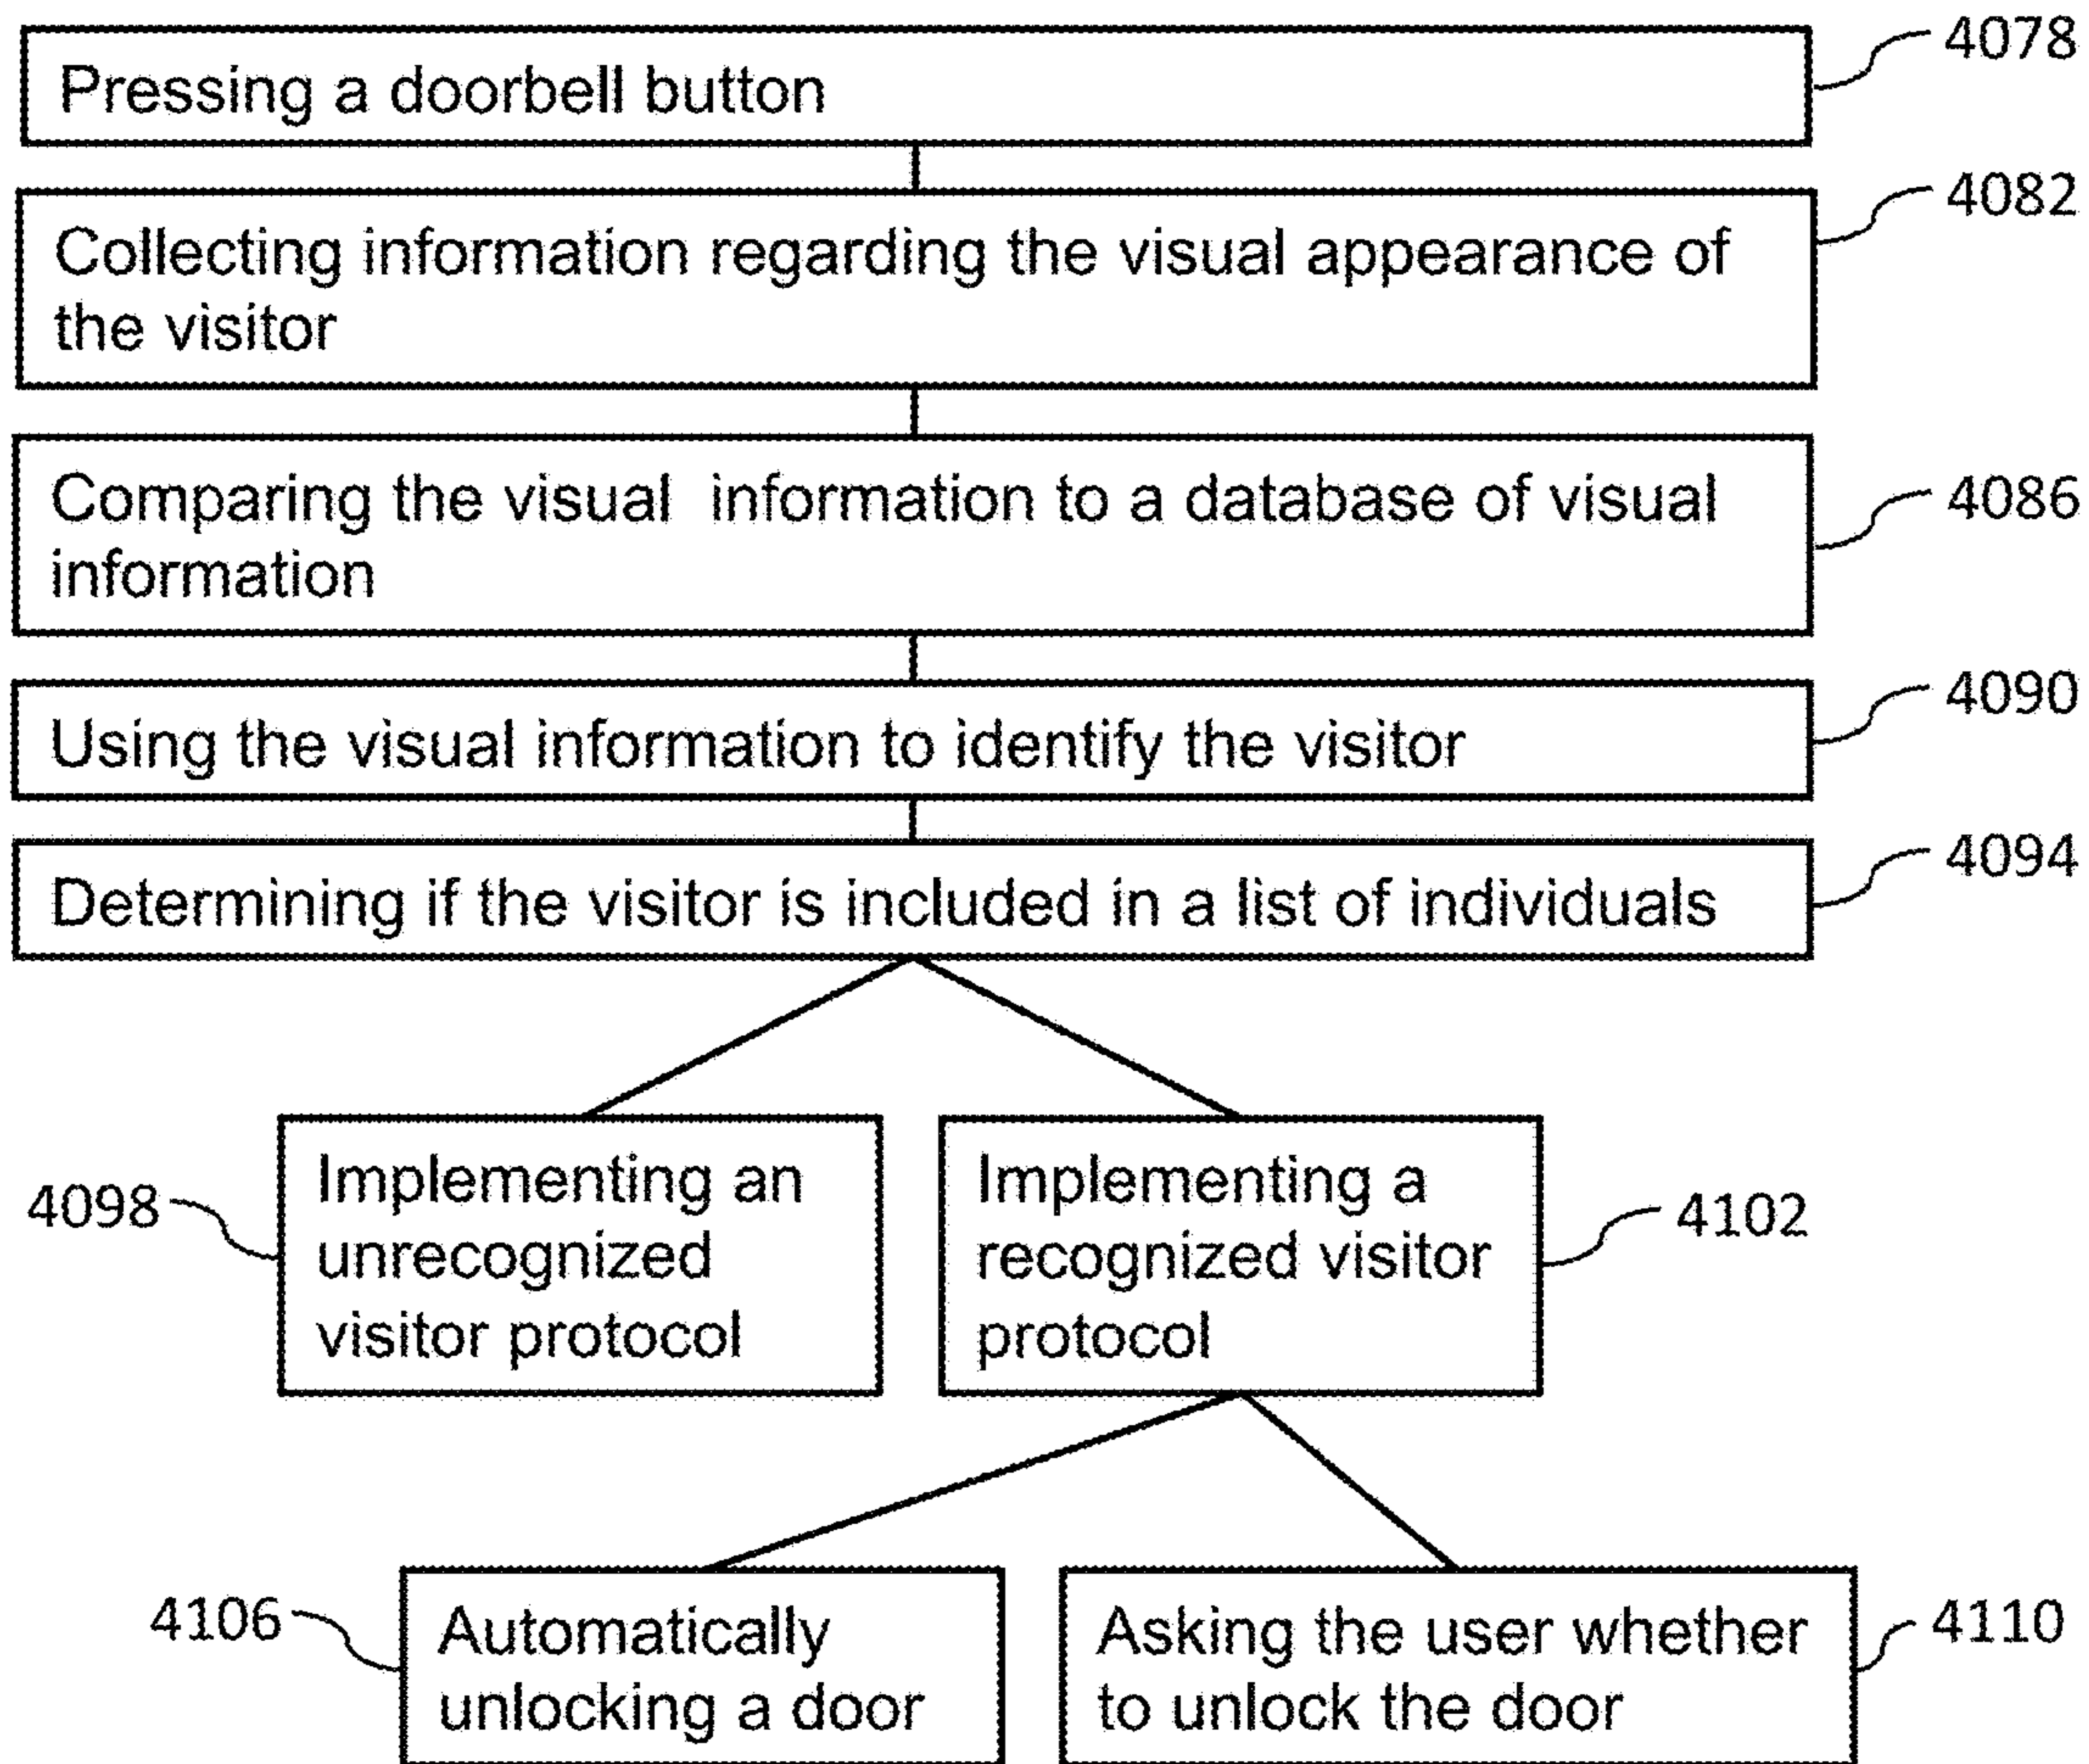 Pressing a doorbell button
4078
Collecting information regarding the visual appearance of
the visitor
4082
Comparing the visual information to a database of visual
information
4086
Using the visual information to identify the visitor
4090
Determining if the visitor is included in a list of individuals
4094
4098
Implementing an
unrecognized
visitor protocol
Implementing a
recognized visitor
protocol
4102
4106
Automatically
unlocking a door
Asking the user whether
to unlock the door
4110